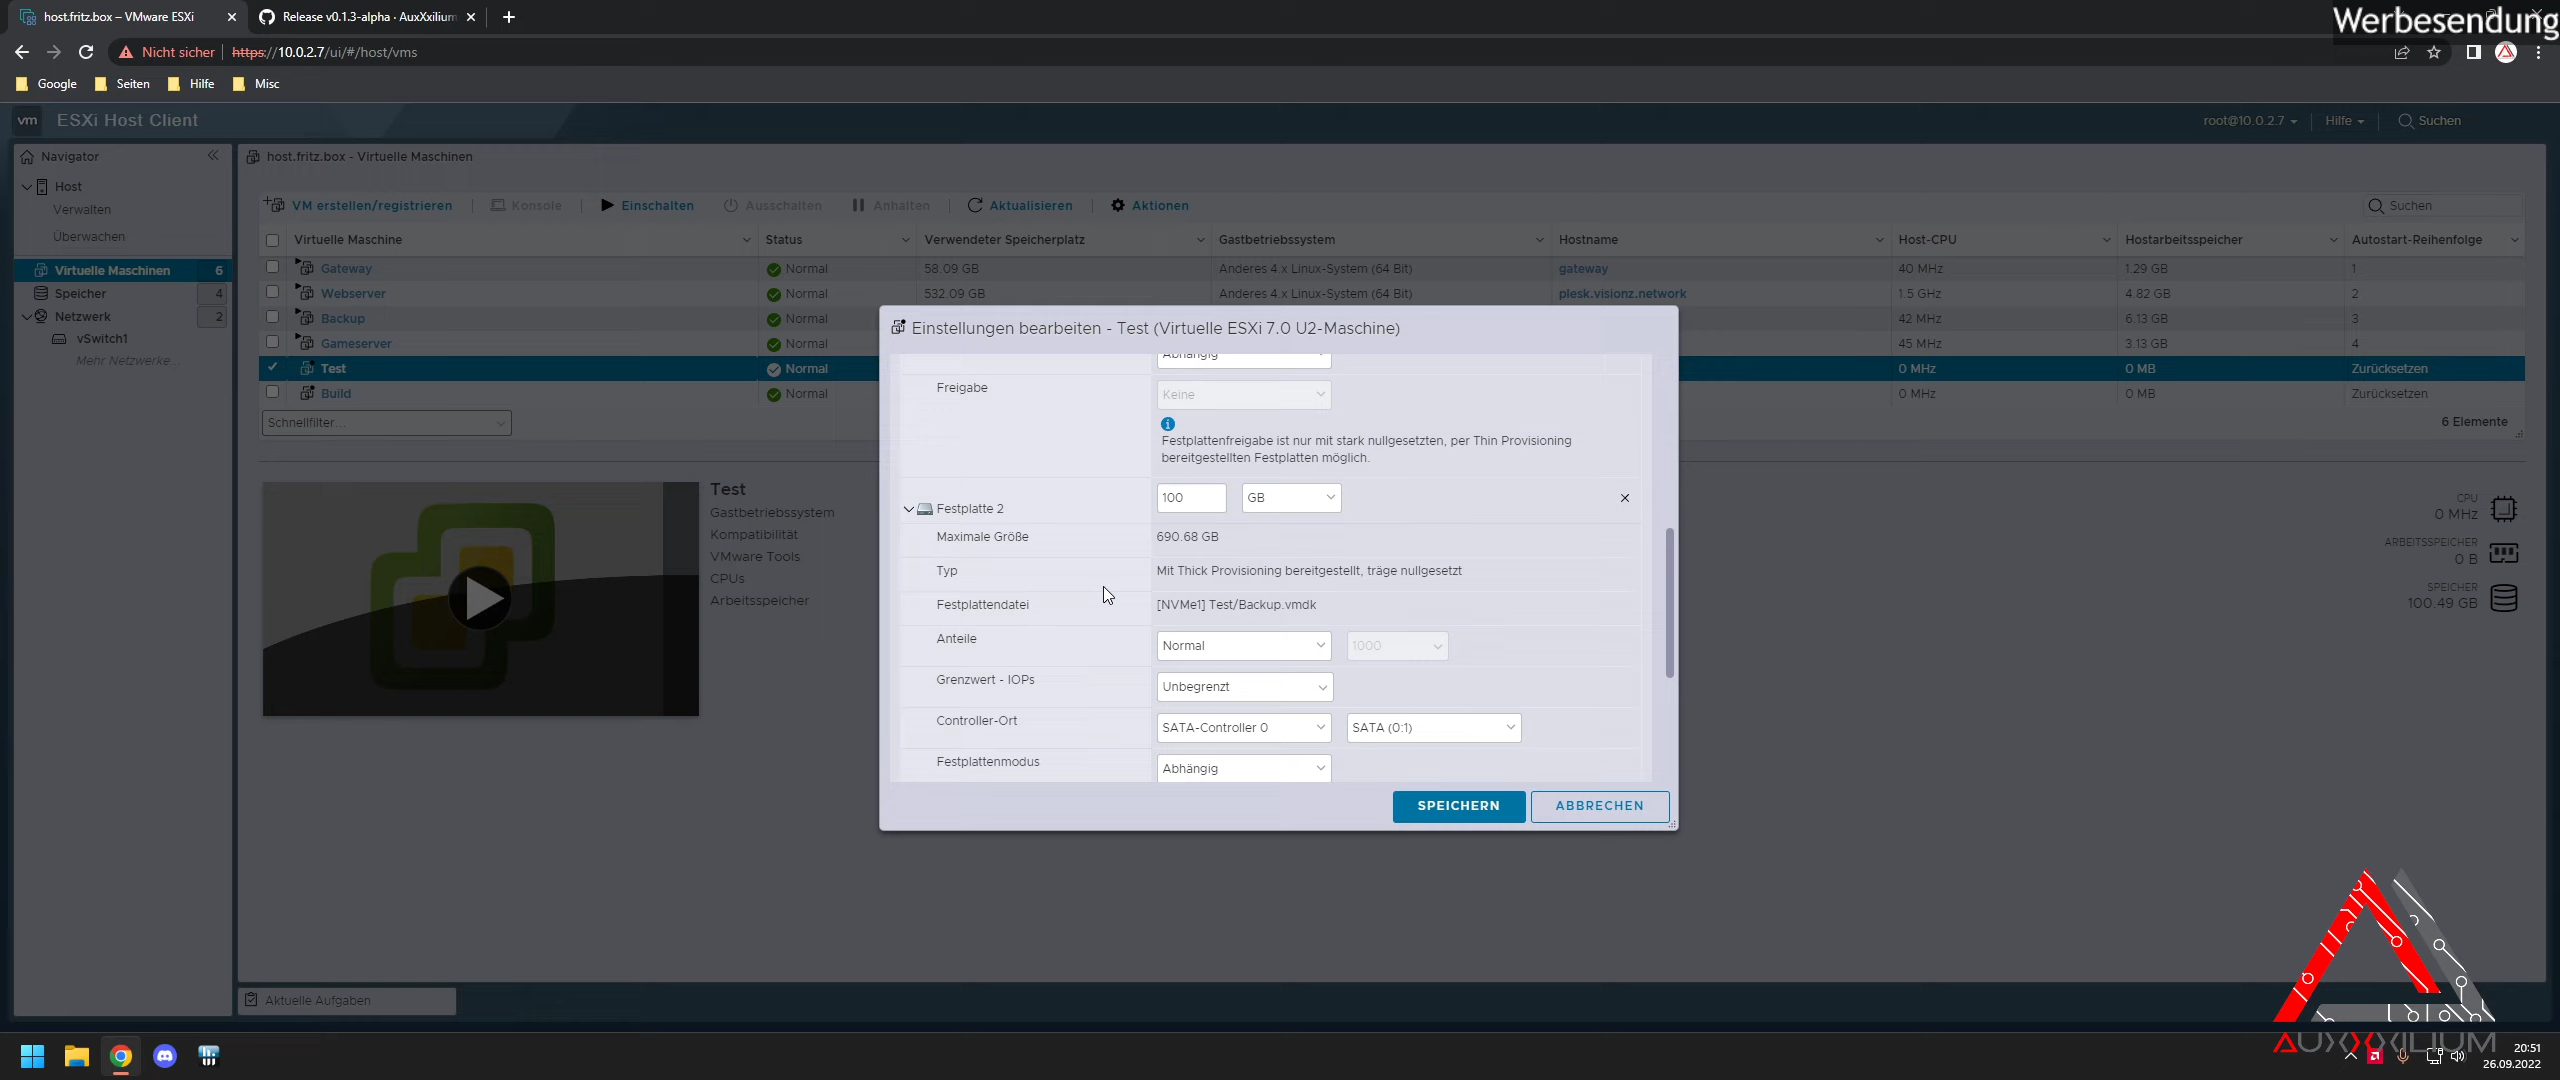 host.fritz.box – VMware ESXi
Release v0.1.3-alpha · AuxXxilium
Werbesendung
Nicht sicher
https://10.0.2.7/ui/#/host/vms
Google
Seiten
Hilfe
Misc
vm
ESXi Host Client
root@10.0.2.7
Hilfe
Suchen
Navigator
host.fritz.box - Virtuelle Maschinen
Host
Verwalten
Überwachen
Virtuelle Maschinen 6
Speicher 4
Netzwerk 2
vSwitch1
Mehr Netzwerke...
VM erstellen/registrieren
Konsole
Einschalten
Ausschalten
Anhalten
Aktualisieren
Aktionen
Suchen
Virtuelle Maschine Status Verwendeter Speicherplatz Gastbetriebssystem Hostname Host-CPU Hostarbeitsspeicher Autostart-Reihenfolge
Gateway Normal 58.09 GB Anderes 4.x Linux-System (64 Bit) gateway 40 MHz 1.29 GB 1
Webserver Normal 532.09 GB Anderes 4.x Linux-System (64 Bit) plesk.visionz.network 1.5 GHz 4.82 GB 2
Backup Normal 42 MHz 6.13 GB 3
Gameserver Normal 45 MHz 3.13 GB 4
Test Normal 0 MHz 0 MB Zurücksetzen
Build Normal 0 MHz 0 MB Zurücksetzen
Schnellfilter...
6 Elemente
Test
Gastbetriebssystem
Kompatibilität
VMware Tools
CPUs
Arbeitsspeicher
CPU
0 MHz
ARBEITSSPEICHER
0 B
SPEICHER
100.49 GB
Einstellungen bearbeiten - Test (Virtuelle ESXi 7.0 U2-Maschine)
Abhängig
Freigabe
Keine
Festplattenfreigabe ist nur mit stark nullgesetzten, per Thin Provisioning
bereitgestellten Festplatten möglich.
Festplatte 2
100 GB
Maximale Größe 690.68 GB
Typ Mit Thick Provisioning bereitgestellt, träge nullgesetzt
Festplattendatei [NVMe1] Test/Backup.vmdk
Anteile Normal 1000
Grenzwert - IOPs Unbegrenzt
Controller-Ort SATA-Controller 0 SATA (0:1)
Festplattenmodus Abhängig
SPEICHERN
ABBRECHEN
Aktuelle Aufgaben
AUXXXILIUM
20:51
26.09.2022